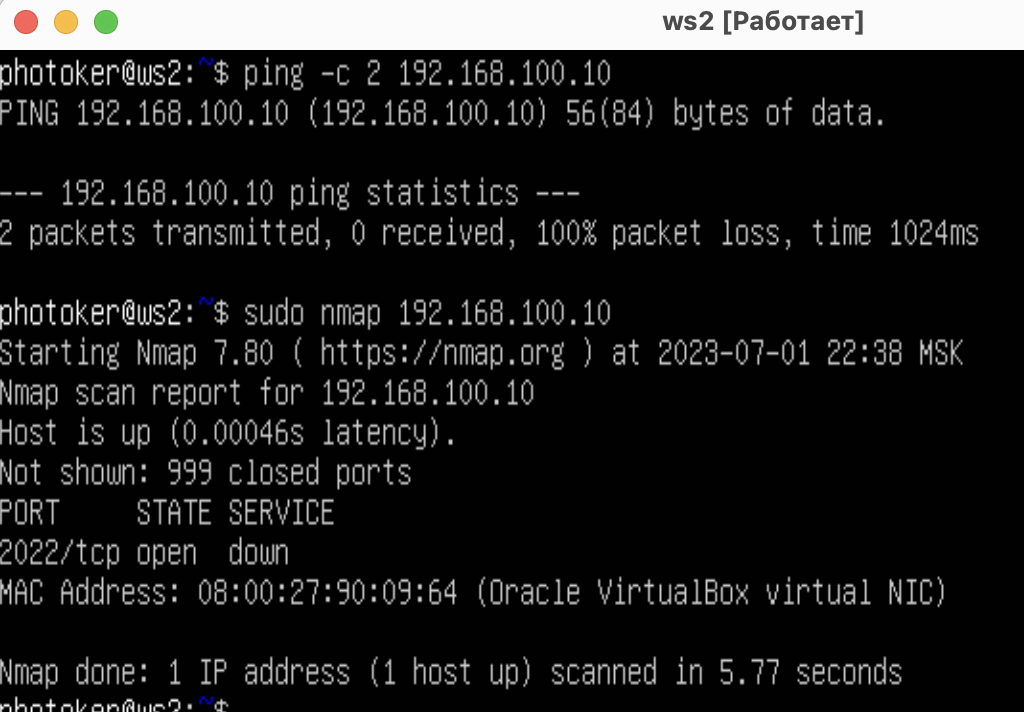 ws2 [Работает]
photoker@ws2:~$ ping -c 2 192.168.100.10
PING 192.168.100.10 (192.168.100.10) 56(84) bytes of data.
--- 192.168.100.10 ping statistics ---
2 packets transmitted, 0 received, 100% packet loss, time 1024ms
photoker@ws2:~$ sudo nmap 192.168.100.10
Starting Nmap 7.80 ( https://nmap.org ) at 2023-07-01 22:38 MSK
Nmap scan report for 192.168.100.10
Host is up (0.00046s latency).
Not shown: 999 closed ports
PORT     STATE SERVICE
2022/tcp open  down
MAC Address: 08:00:27:90:09:64 (Oracle VirtualBox virtual NIC)
Nmap done: 1 IP address (1 host up) scanned in 5.77 seconds
photoker@ws2:~$